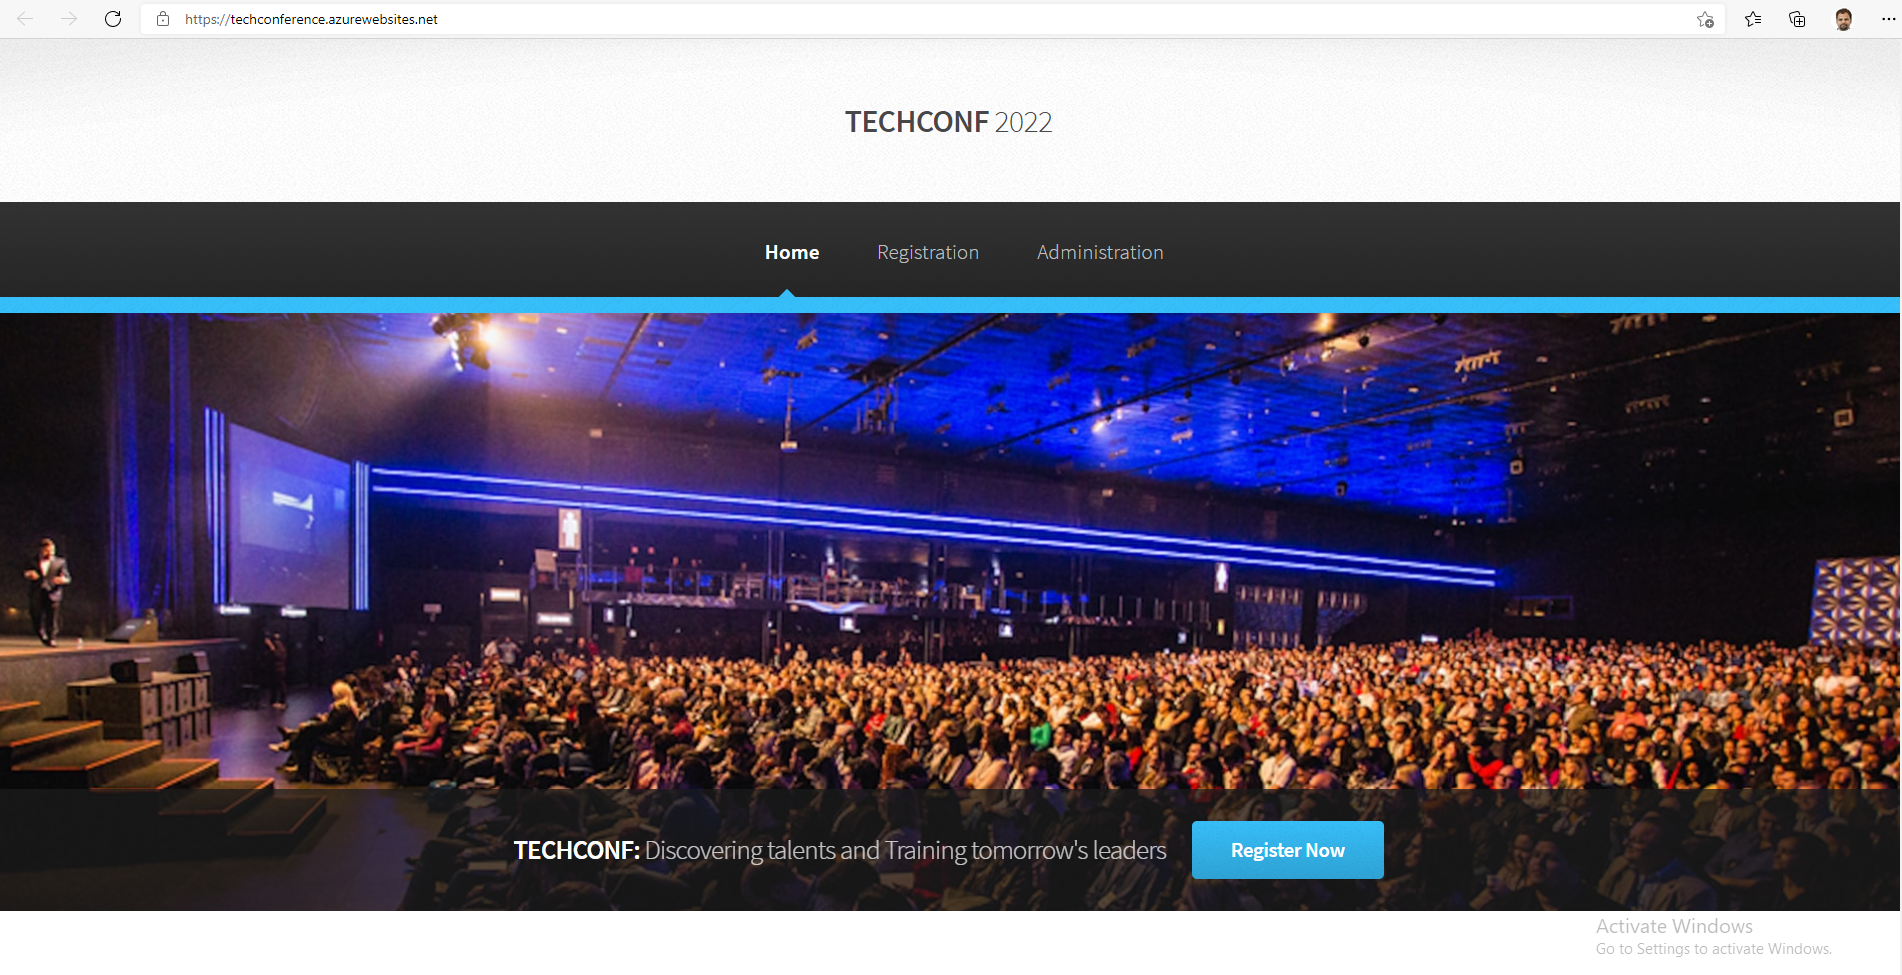 https://techconference.azurewebsites.net
TECHCONF 2022
Home Registration Administration
TECHCONF: Discovering talents and Training tomorrow's leaders Register Now
Activate Windows
Go to Settings to activate Windows.